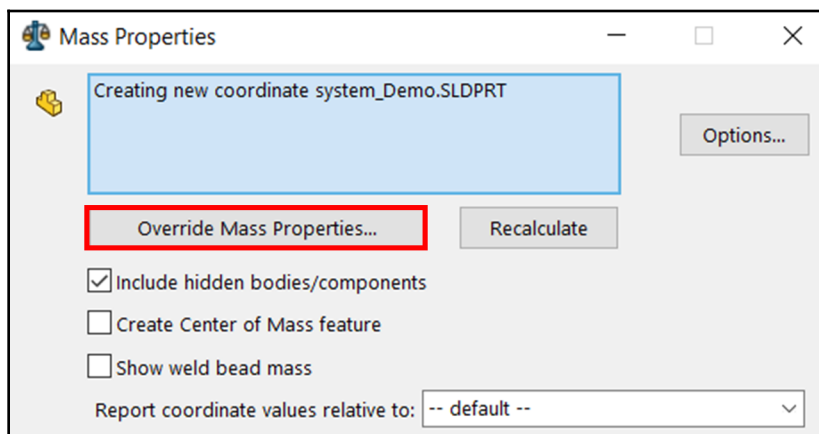 Mass Properties
Creating new coordinate system_Demo.SLDPRT
Options...
Override Mass Properties...
Recalculate
Include hidden bodies/components
Create Center of Mass feature
Show weld bead mass
Report coordinate values relative to: -- default --